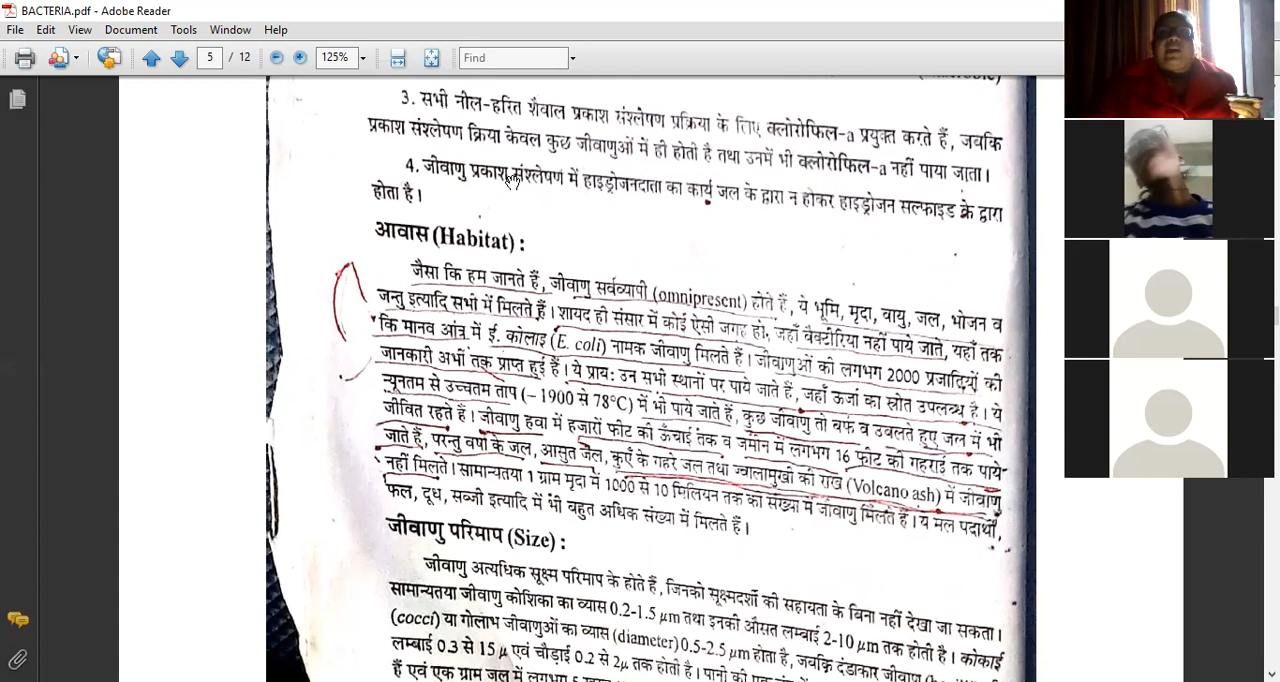 BACTERIA.pdf - Adobe Reader
File Edit View Document Tools Window Help
5 / 12 125% Find
3. सभी नील-हरित शैवाल प्रकाश संश्लेषण प्रक्रिया के लिए क्लोरोफिल-a प्रयुक्त करते हैं, जबकि
प्रकाश संश्लेषण क्रिया केवल कुछ जीवाणुओं में ही होती है तथा उनमें भी क्लोरोफिल-a नहीं पाया जाता।
4. जीवाणु प्रकाश संश्लेषण में हाइड्रोजनदाता का कार्य जल के द्वारा न होकर हाइड्रोजन सल्फाइड के द्वारा
होता है।
आवास (Habitat) :
जैसा कि हम जानते हैं, जीवाणु सर्वव्यापी (omnipresent) होते हैं, ये भूमि, मृदा, वायु, जल, भोजन व
जन्तु इत्यादि सभी में मिलते हैं। शायद ही संसार में कोई ऐसी जगह हो, जहाँ बैक्टीरिया नहीं पाये जाते, यहाँ तक
कि मानव आंत्र में ई. कोलाइ (E. coli) नामक जीवाणु मिलते हैं। जीवाणुओं की लगभग 2000 प्रजातियों की
जानकारी अभी तक प्राप्त हुई हैं। ये प्राय: उन सभी स्थानों पर पाये जाते हैं, जहाँ ऊर्जा का स्रोत उपलब्ध है। ये
न्यूनतम से उच्चतम ताप (– 1900 से 78°C) में भी पाये जाते हैं, कुछ जीवाणु तो बर्फ व उबलते हुए जल में भी
जीवित रहते हैं। जीवाणु हवा में हजारों फीट की ऊँचाई तक व जमीन में लगभग 16 फीट की गहराई तक पाये
जाते हैं, परन्तु वर्षा के जल, आसुत जल, कुएँ के गहरे जल तथा ज्वालामुखी की राख (Volcano ash) में जीवाणु
नहीं मिलते। सामान्यतया 1 ग्राम मृदा में 1000 से 10 मिलियन तक की संख्या में जीवाणु मिलते हैं। ये मल पदार्थों,
फल, दूध, सब्जी इत्यादि में भी बहुत अधिक संख्या में मिलते हैं।
जीवाणु परिमाप (Size) :
जीवाणु अत्यधिक सूक्ष्म परिमाप के होते हैं, जिनको सूक्ष्मदर्शी की सहायता के बिना नहीं देखा जा सकता।
सामान्यतया जीवाणु कोशिका का व्यास 0.2-1.5 μm तथा इनकी औसत लम्बाई 2-10 μm तक होती है। कोकाई
(cocci) या गोलाभ जीवाणुओं का व्यास (diameter) 0.5-2.5 μm होता है, जबकि दंडाकार जीवाणु
लम्बाई 0.3 से 15 μ एवं चौड़ाई 0.2 से 2μ तक होती है।
हैं एवं एक ग्राम जल में लगभग